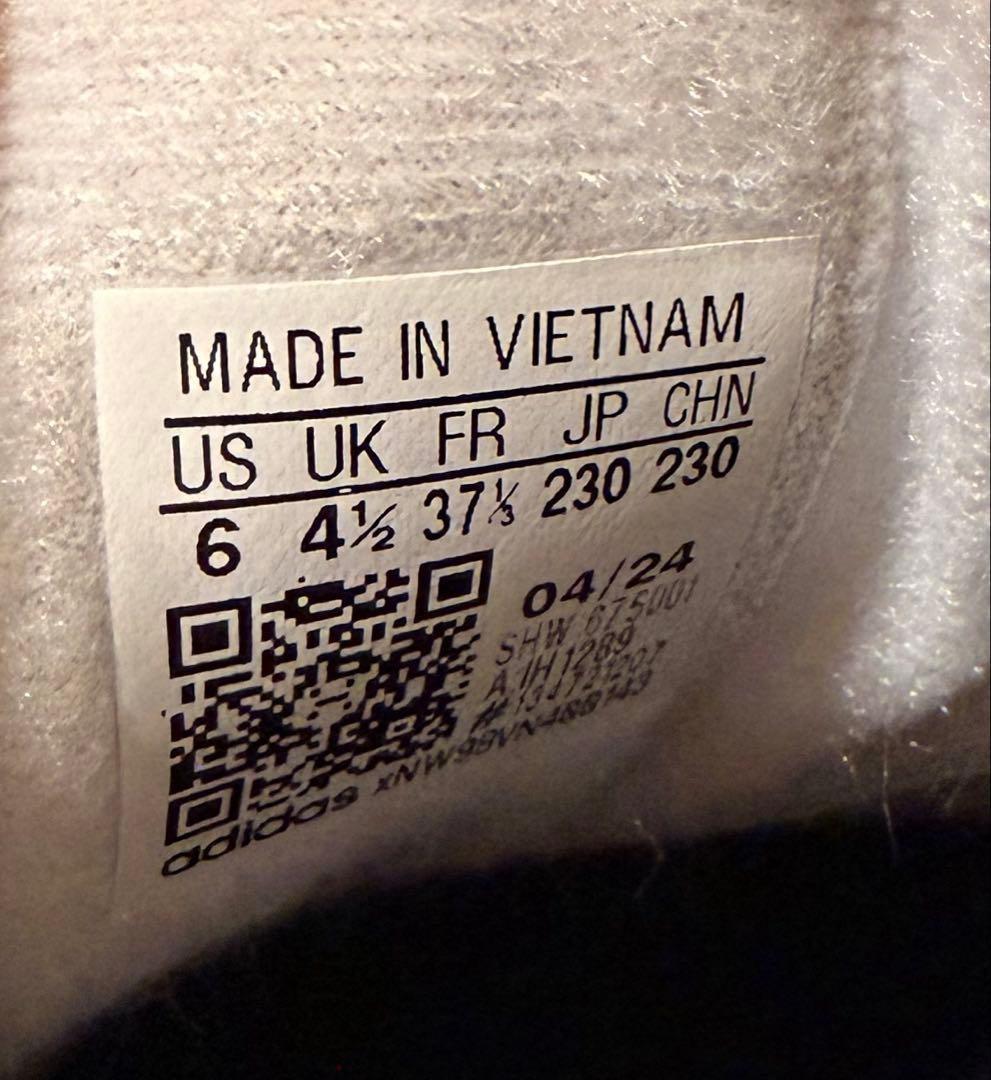 MADE IN VIETNAM
US UK FR JP CHN
6 4½ 37⅓ 230 230
04/24
SHW 675001
A IH1289
adidas